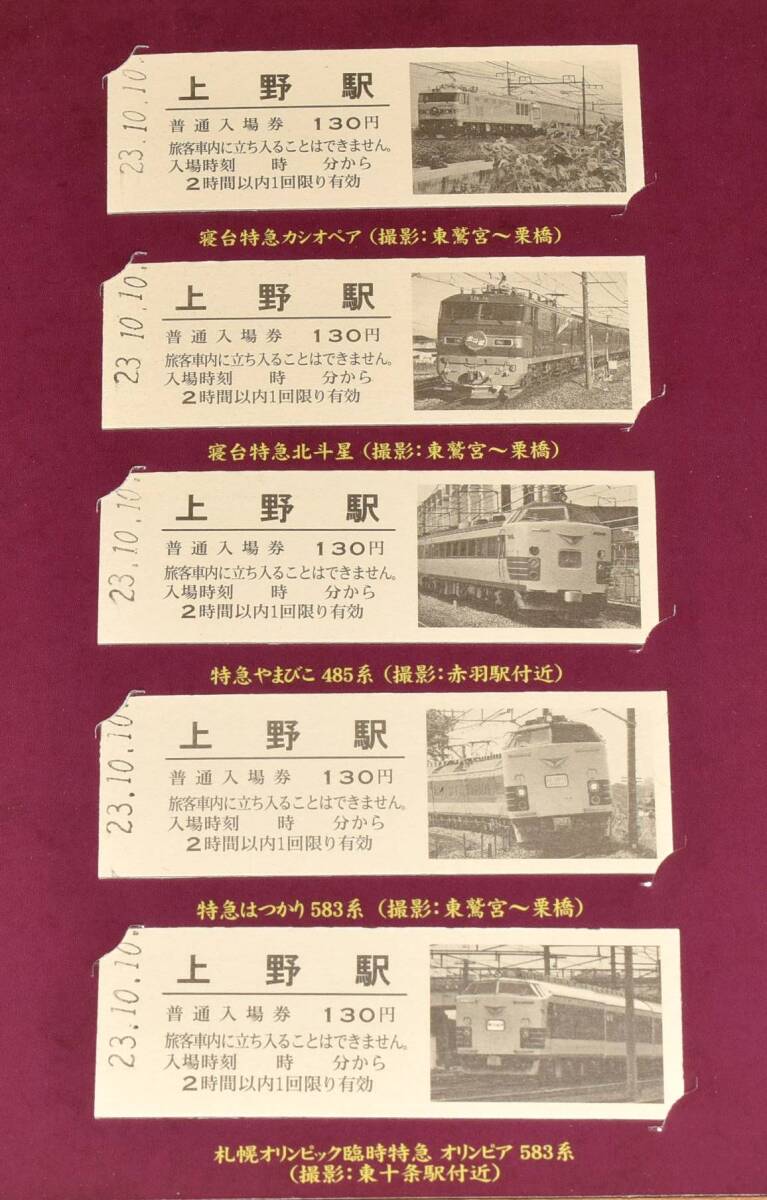 23.10.10.
上野駅
普通入場券 130円
旅客車内に立ち入ることはできません。
入場時刻 時 分から
2時間以内1回限り有効
寝台特急カシオペア（撮影：東鷲宮～栗橋）
23.10.10.
上野駅
普通入場券 130円
旅客車内に立ち入ることはできません。
入場時刻 時 分から
2時間以内1回限り有効
寝台特急北斗星（撮影：東鷲宮～栗橋）
23.10.10.
上野駅
普通入場券 130円
旅客車内に立ち入ることはできません。
入場時刻 時 分から
2時間以内1回限り有効
特急やまびこ 485系（撮影：赤羽駅付近）
23.10.10.
上野駅
普通入場券 130円
旅客車内に立ち入ることはできません。
入場時刻 時 分から
2時間以内1回限り有効
特急はつかり 583系（撮影：東鷲宮～栗橋）
23.10.10.
上野駅
普通入場券 130円
旅客車内に立ち入ることはできません。
入場時刻 時 分から
2時間以内1回限り有効
札幌オリンピック臨時特急 オリンピア 583系
（撮影：東十条駅付近）